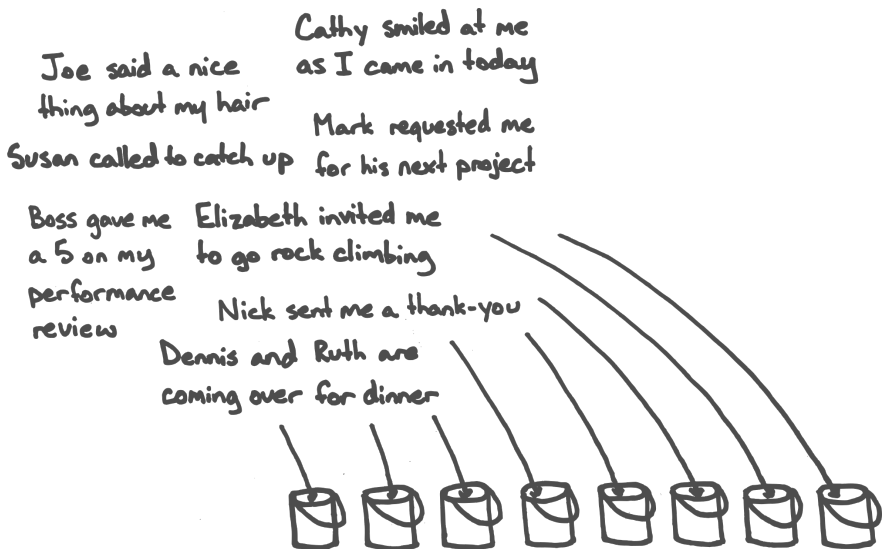 Cathy smiled at me
as I came in today
Joe said a nice
thing about my hair
Mark requested me
for his next project
Susan called to catch up
Boss gave me
a 5 on my
performance
review
Elizabeth invited me
to go rock climbing
Nick sent me a thank-you
Dennis and Ruth are
coming over for dinner